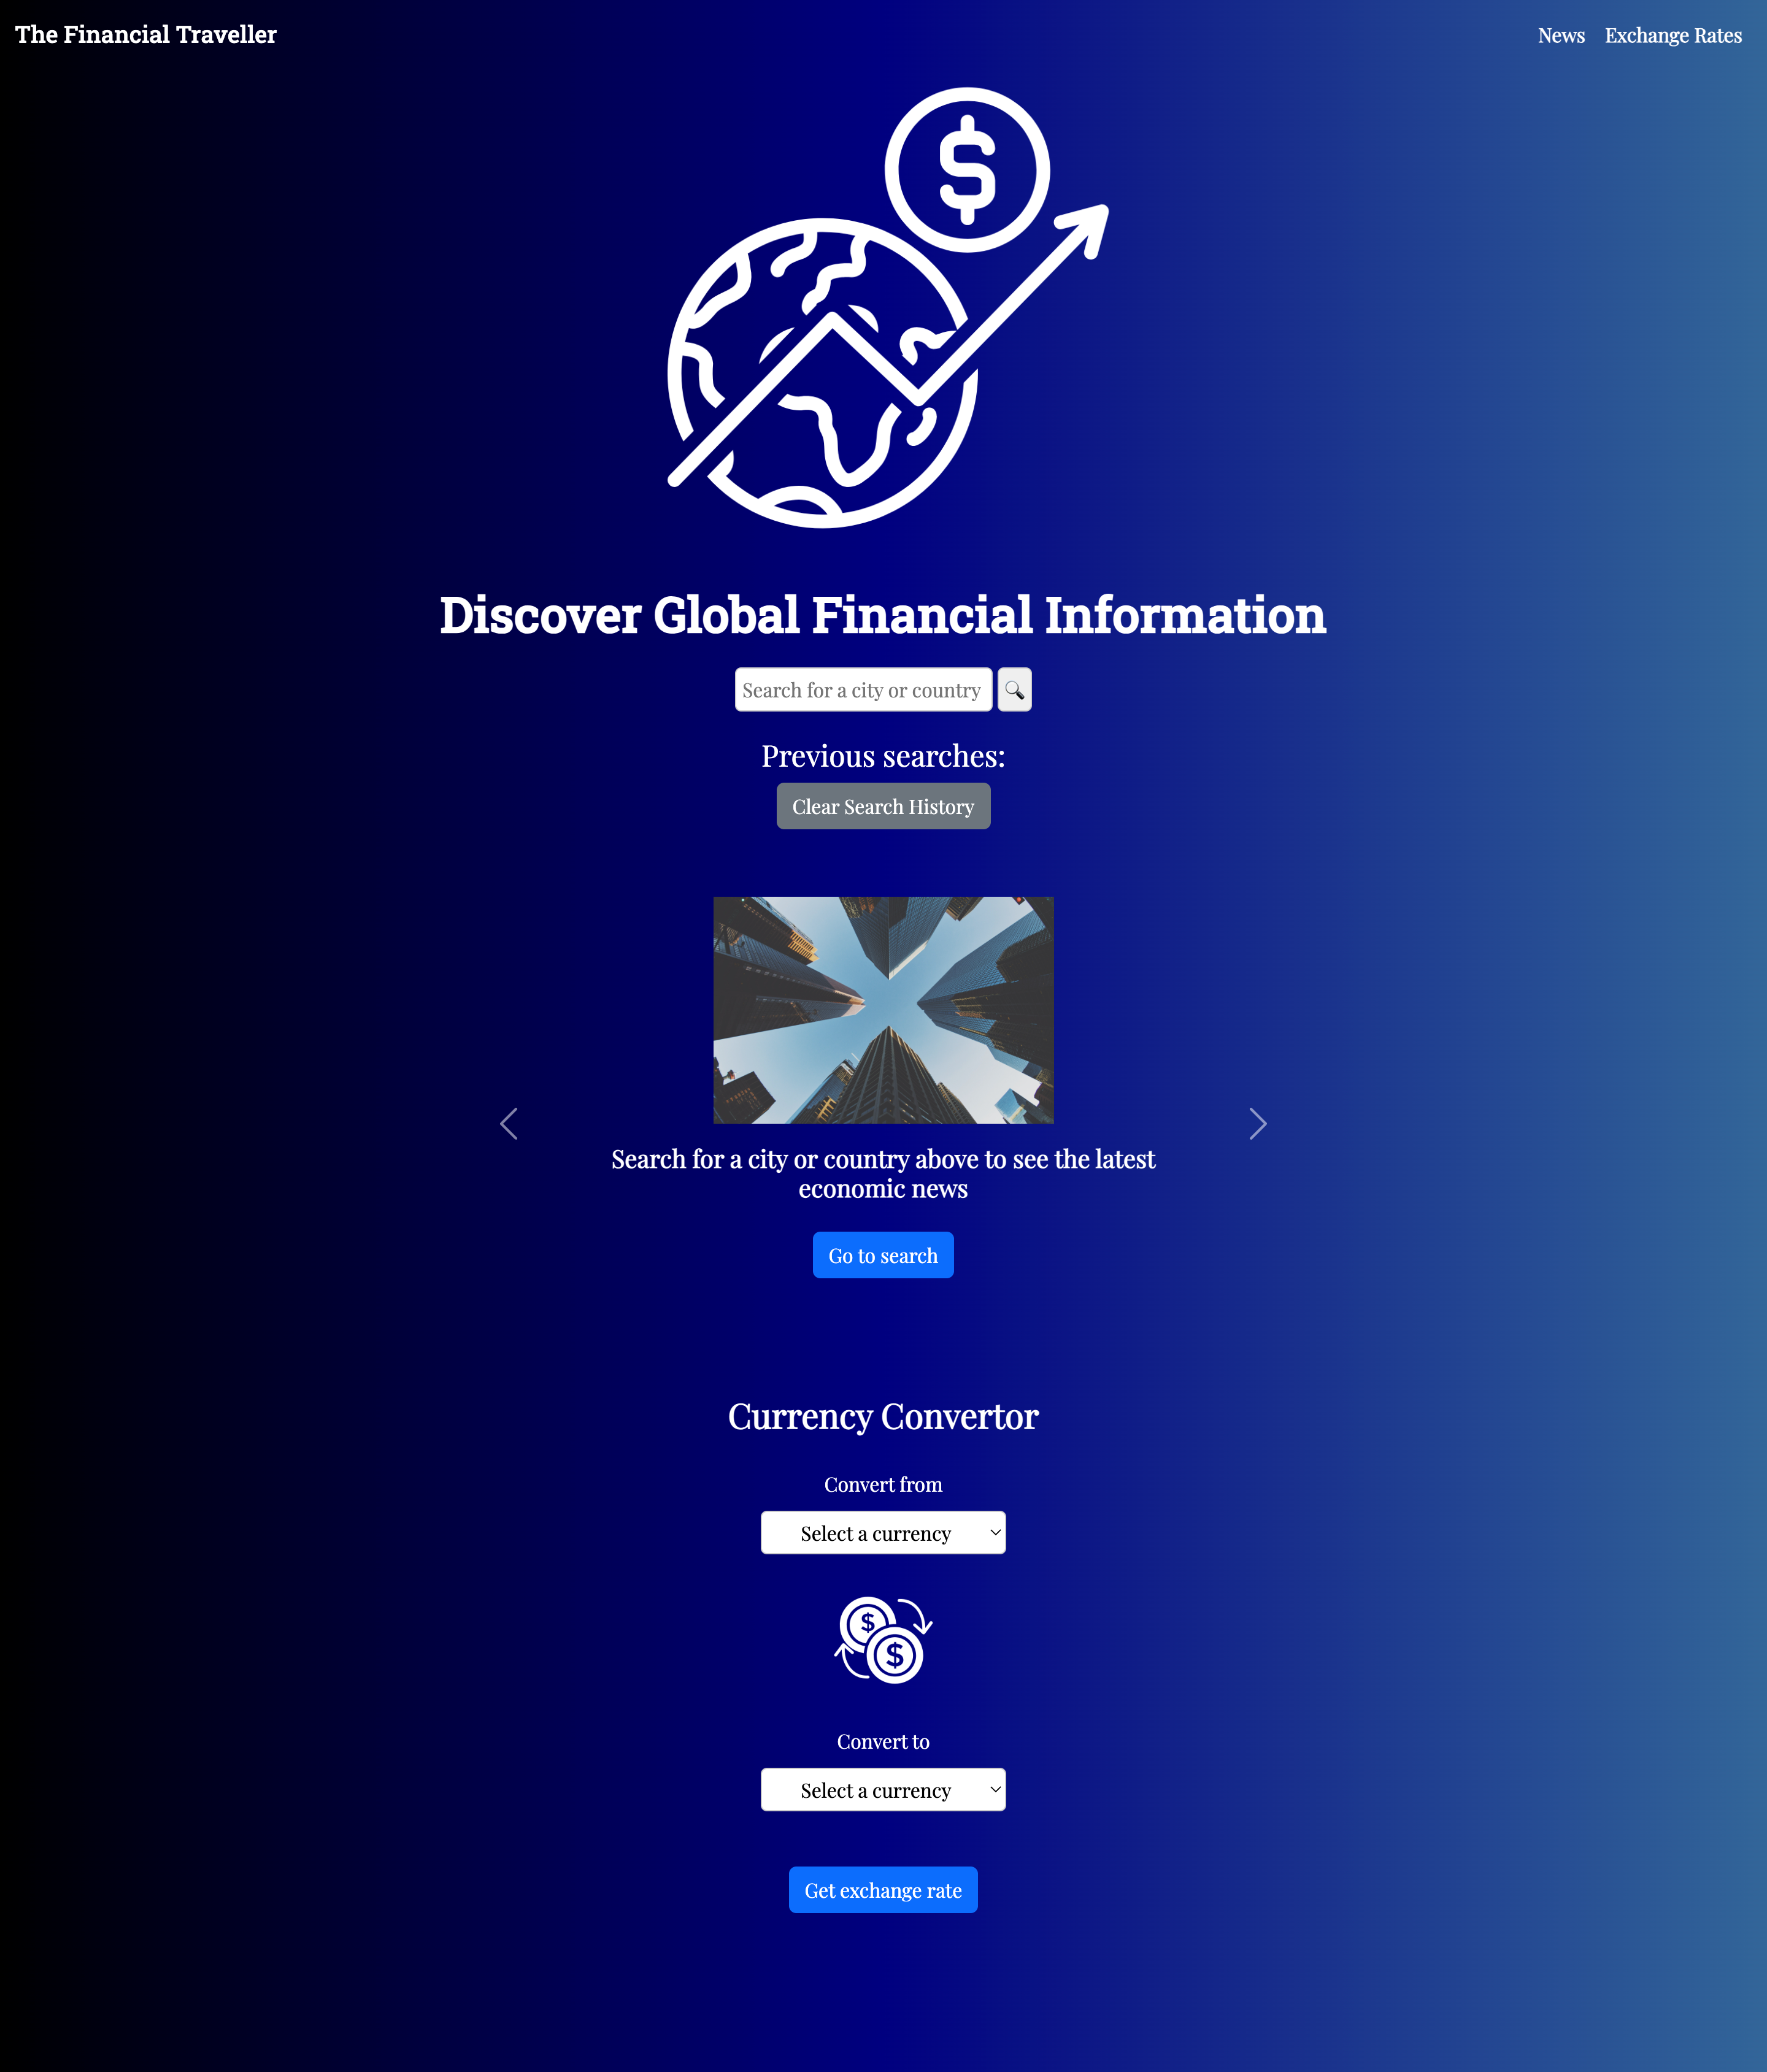 The Financial Traveller
News Exchange Rates
$
Discover Global Financial Information
Search for a city or country
Previous searches:
Clear Search History
Search for a city or country above to see the latest
economic news
Go to search
Currency Convertor
Convert from
Select a currency
$
$
Convert to
Select a currency
Get exchange rate